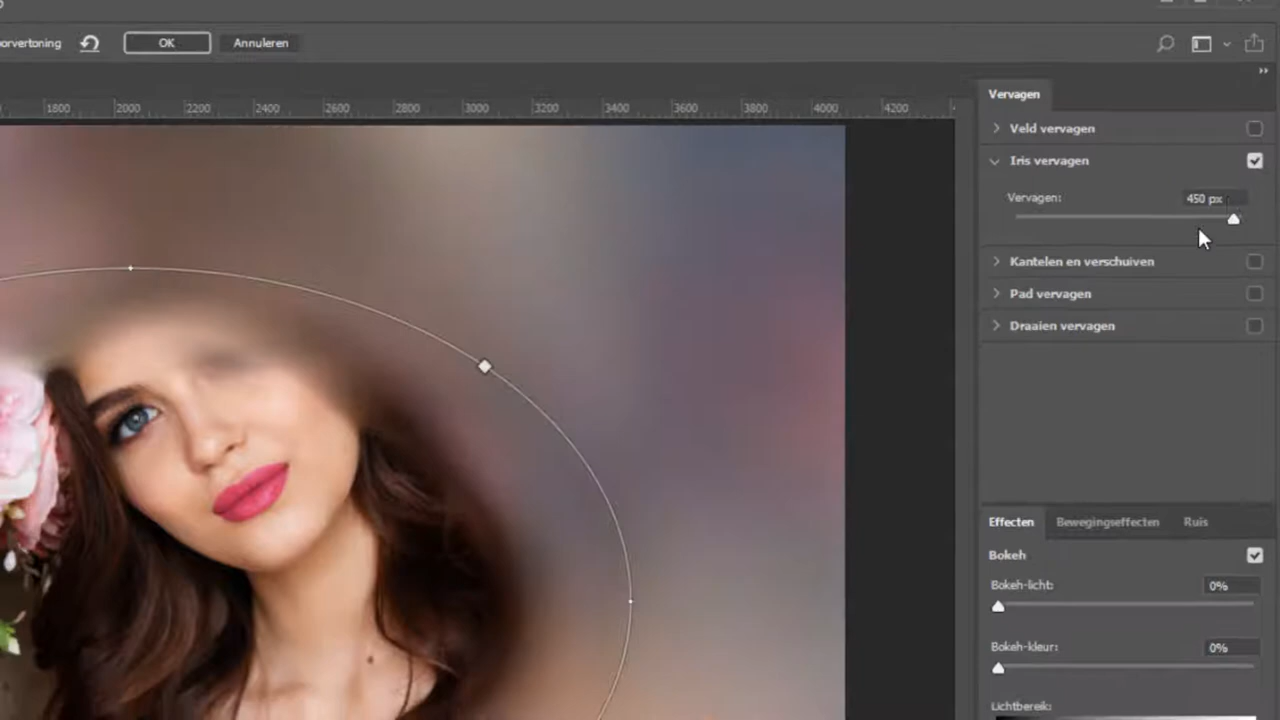 orvertoning OK Annuleren
1800 2000 2200 2400 2600 2800 3000 3200 3400 3600 3800 4000 4200
Vervagen
Veld vervagen
Iris vervagen
Vervagen: 450 px
Kantelen en verschuiven
Pad vervagen
Draaien vervagen
Effecten Bewegingseffecten Ruis
Bokeh
Bokeh-licht: 0%
Bokeh-kleur: 0%
Lichtbereik: